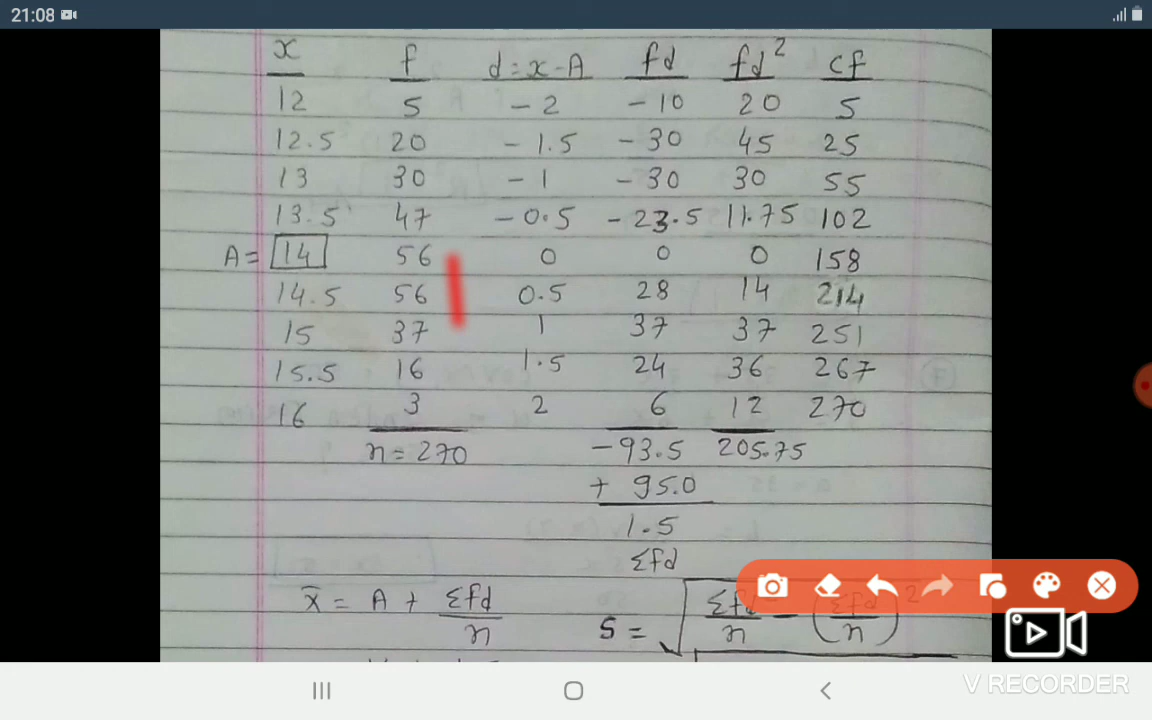 21:08
x f d = x - A fd fd² cf
12 5 - 2 - 10 20 5
12.5 20 - 1.5 - 30 45 25
13 30 - 1 - 30 30 55
13.5 47 - 0.5 - 23.5 11.75 102
A = 14 56 0 0 0 158
14.5 56 0.5 28 14 214
15 37 1 37 37 251
15.5 16 1.5 24 36 267
16 3 2 6 12 270
n = 270 - 93.5 205.75
+ 95.0
1.5
Σfd
x̄ = A + Σfd/n S = √ Σfd /n - (Σfd/n)²
V RECORDER